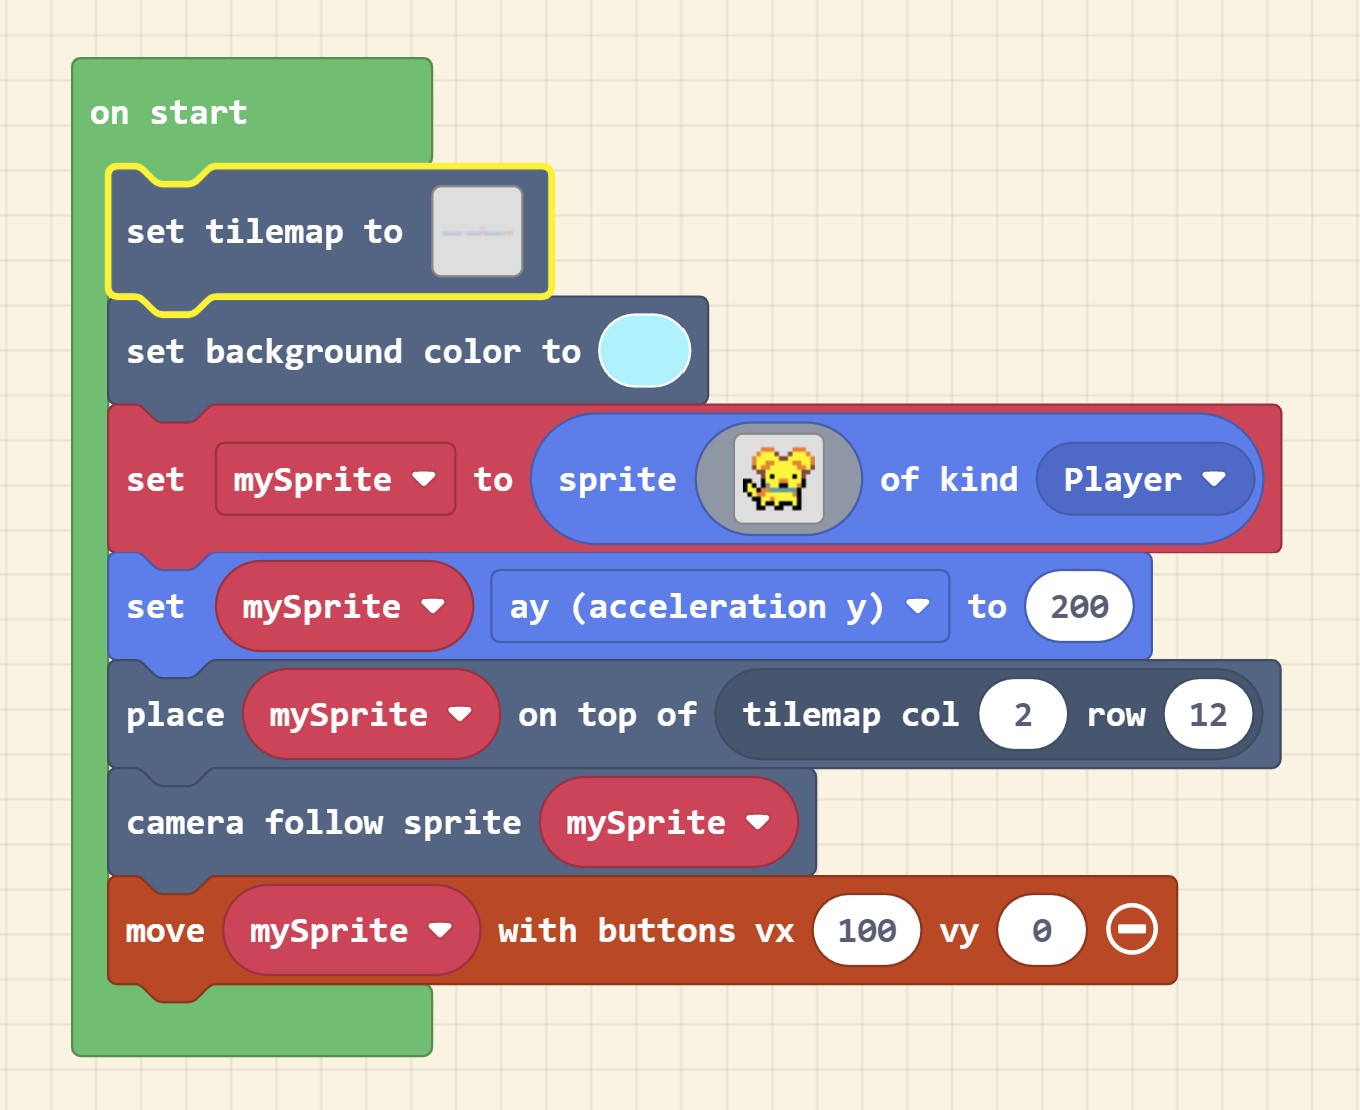 on start
set tilemap to
set background color to
set mySprite to sprite of kind Player
set mySprite ay (acceleration y) to 200
place mySprite on top of tilemap col 2 row 12
camera follow sprite mySprite
move mySprite with buttons vx 100 vy 0